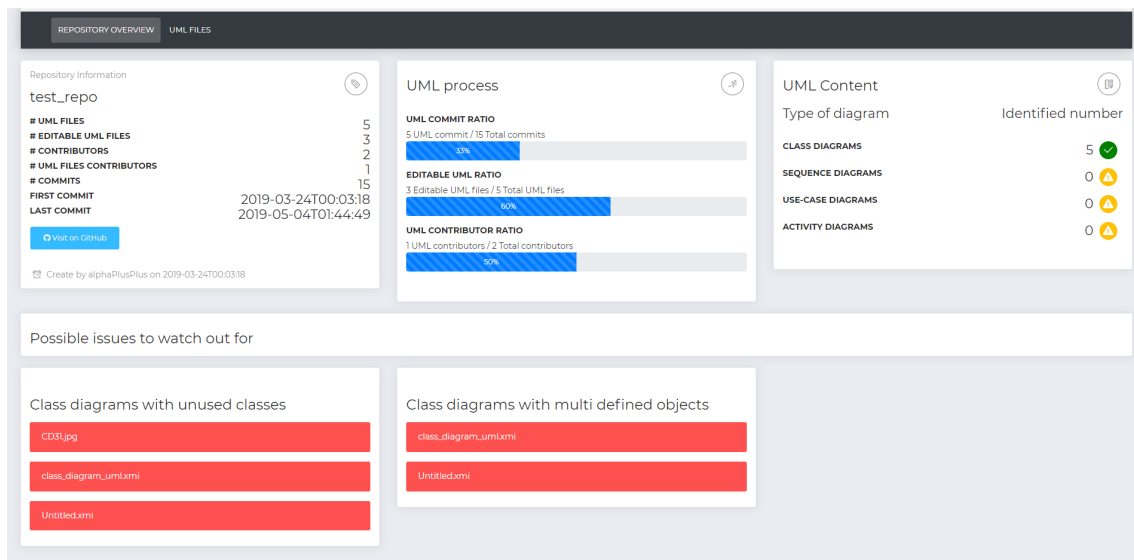 REPOSITORY OVERVIEW UML FILES
Repository Information
test_repo
# UML FILES 5
# EDITABLE UML FILES 3
# CONTRIBUTORS 2
# UML FILES CONTRIBUTORS 1
# COMMITS 15
FIRST COMMIT 2019-03-24T00:03:18
LAST COMMIT 2019-05-04T01:44:49
Visit on GitHub
Create by alphaPlusPlus on 2019-03-24T00:03:18
UML process
UML COMMIT RATIO
5 UML commit / 15 Total commits
33%
EDITABLE UML RATIO
3 Editable UML files / 5 Total UML files
60%
UML CONTRIBUTOR RATIO
1 UML contributors / 2 Total contributors
50%
UML Content
Type of diagram Identified number
CLASS DIAGRAMS 5
SEQUENCE DIAGRAMS 0
USE-CASE DIAGRAMS 0
ACTIVITY DIAGRAMS 0
Possible issues to watch out for
Class diagrams with unused classes
CD31.jpg
class_diagram_uml.xmi
Untitled.xmi
Class diagrams with multi defined objects
class_diagram_uml.xmi
Untitled.xmi